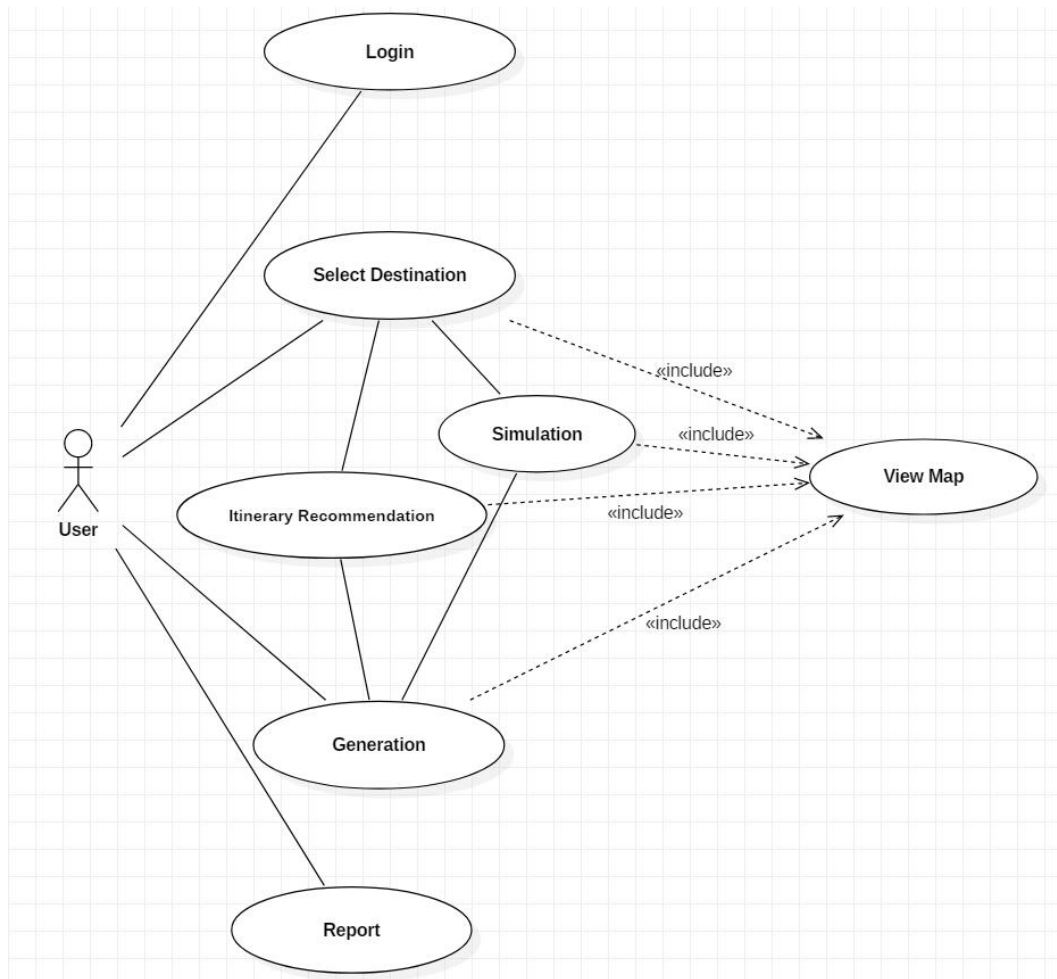 Login
Select Destination
«include»
Simulation
«include»
View Map
Itinerary Recommendation
«include»
User
«include»
Generation
Report